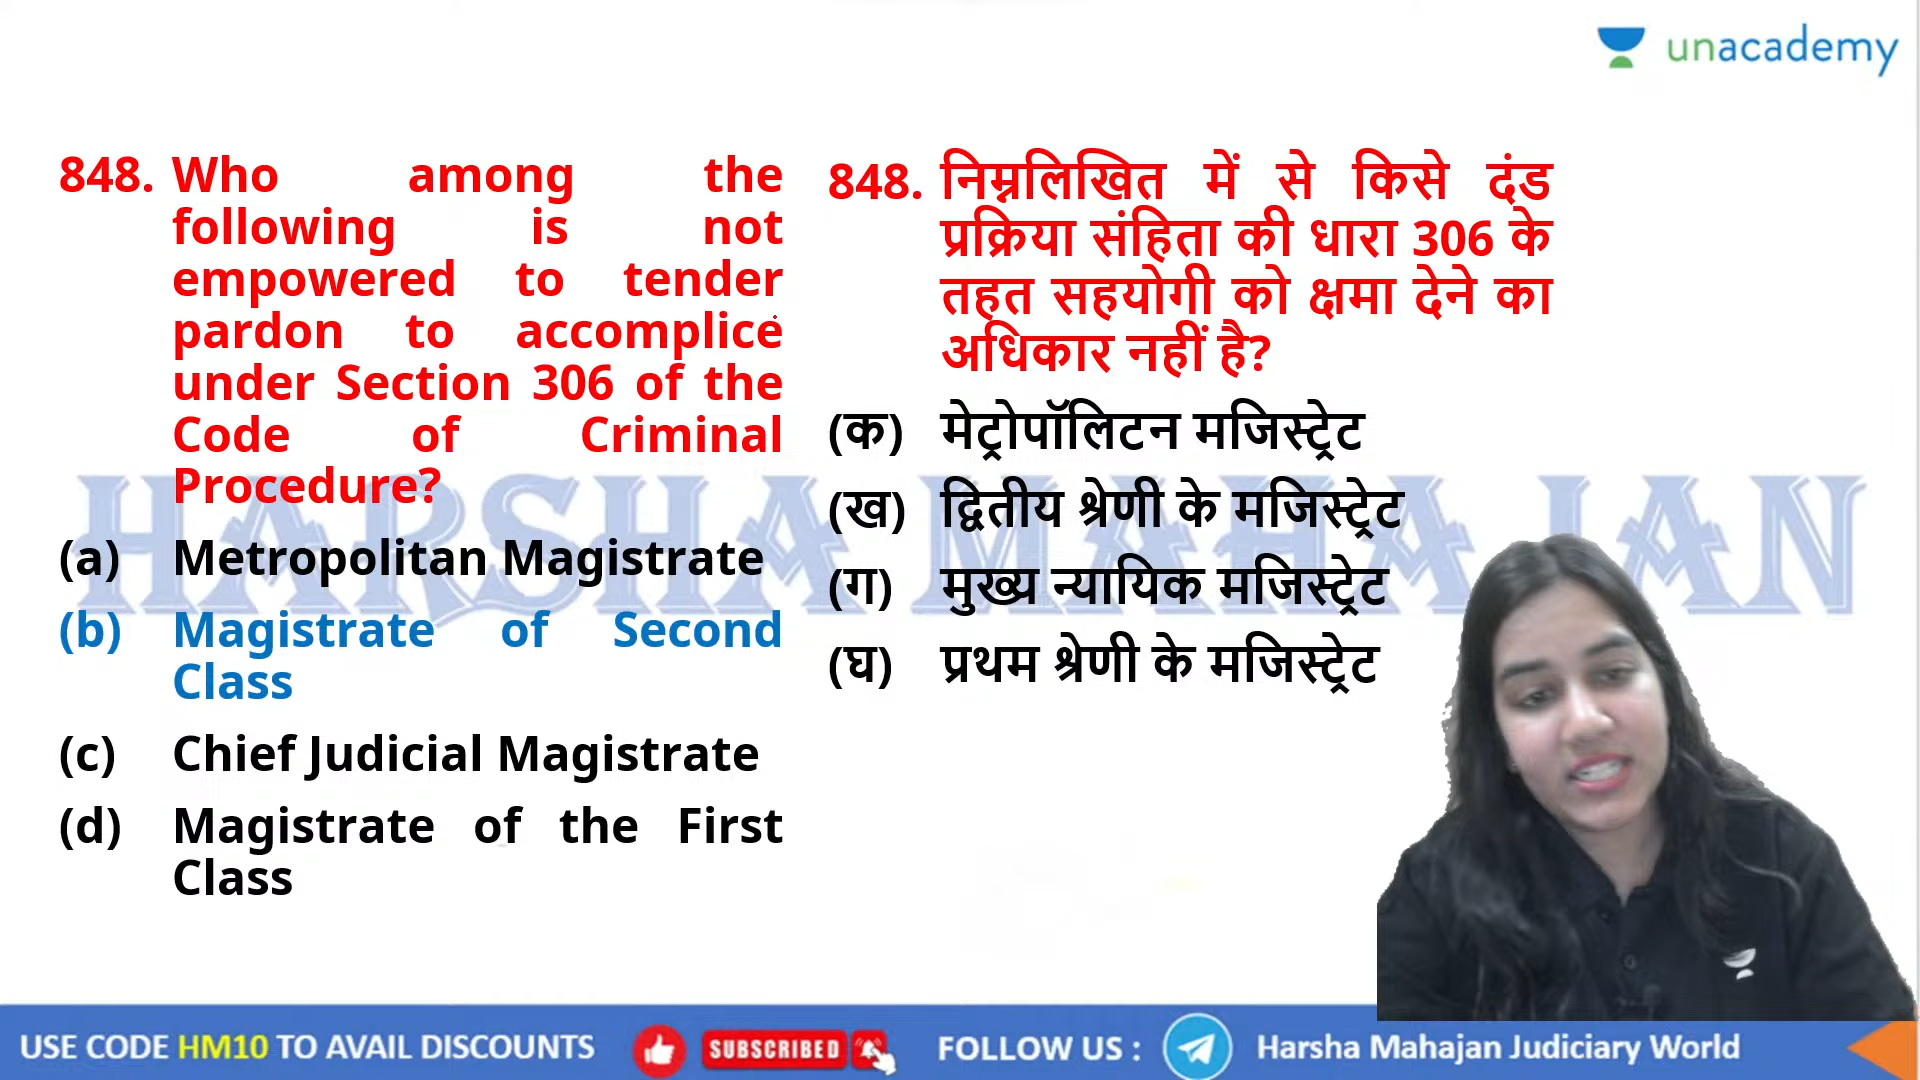 unacademy
848. Who among the
following is not
empowered to tender
pardon to accomplice
under Section 306 of the
Code of Criminal
Procedure?
(a) Metropolitan Magistrate
(b) Magistrate of Second
Class
(c) Chief Judicial Magistrate
(d) Magistrate of the First
Class
848. निम्नलिखित में से किसे दंड
प्रक्रिया संहिता की धारा 306 के
तहत सहयोगी को क्षमा देने का
अधिकार नहीं है?
(क) मेट्रोपॉलिटन मजिस्ट्रेट
(ख) द्वितीय श्रेणी के मजिस्ट्रेट
(ग) मुख्य न्यायिक मजिस्ट्रेट
(घ) प्रथम श्रेणी के मजिस्ट्रेट
HARSHA MAHAJAN
USE CODE HM10 TO AVAIL DISCOUNTS SUBSCRIBED FOLLOW US : Harsha Mahajan Judiciary World